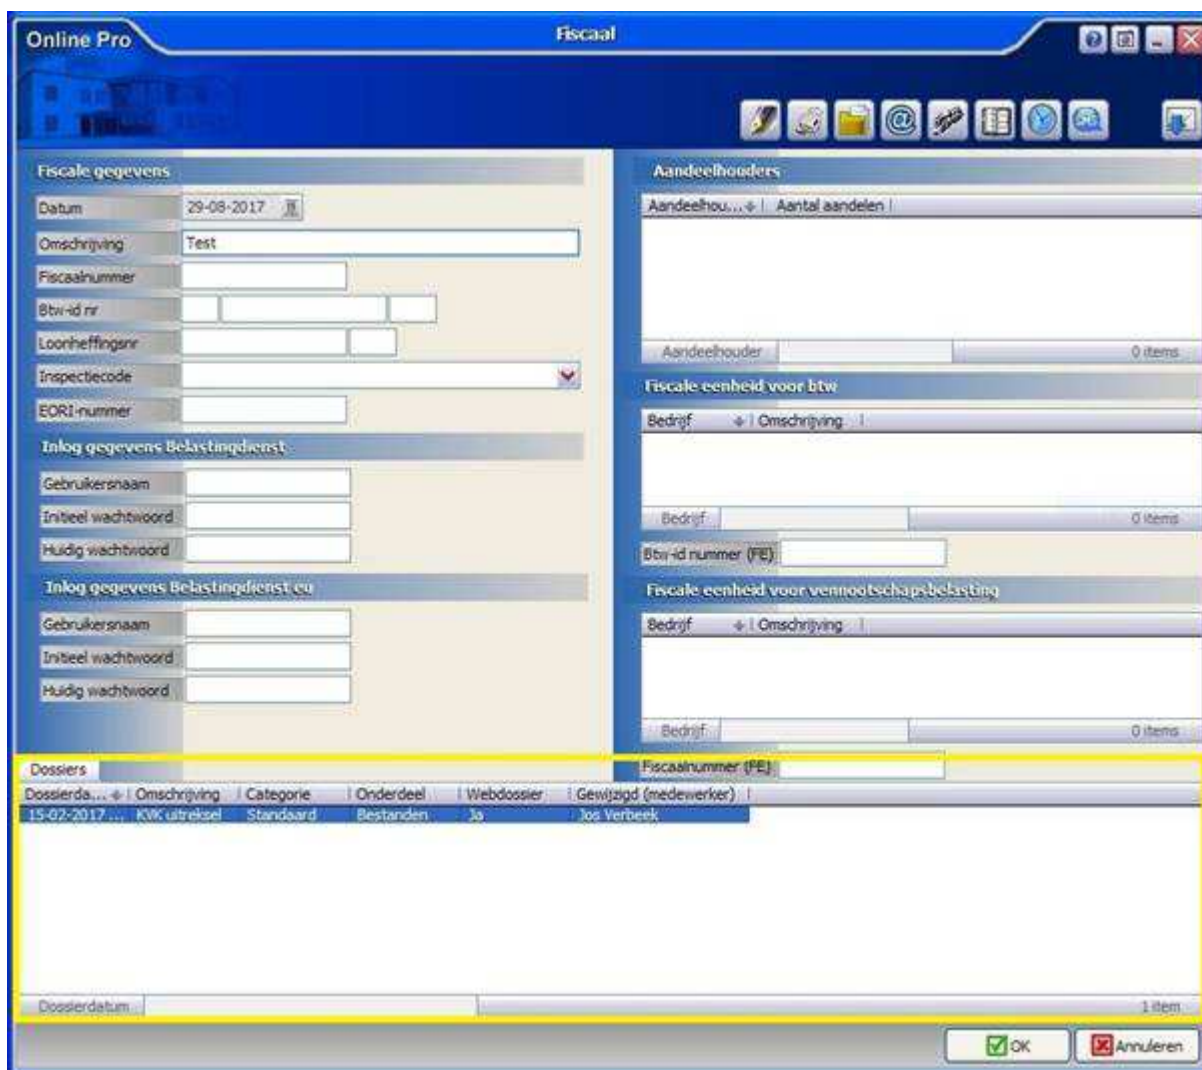 Online Pro
Fiscaal
Fiscale gegevens
Datum 29-08-2017
Omschrijving Test
Fiscaalnummer
Btw-id nr
Loonheffingsnr
Inspectiecode
EORI-nummer
Inlog gegevens Belastingdienst
Gebruikersnaam
Initieel wachtwoord
Huidig wachtwoord
Inlog gegevens Belastingdienst eu
Gebruikersnaam
Initieel wachtwoord
Huidig wachtwoord
Aandeelhouders
Aandeelhou... Aantal aandelen
Aandeelhouder 0 items
Fiscale eenheid voor btw
Bedrijf Omschrijving
Bedrijf 0 items
Btw-id nummer (FE)
Fiscale eenheid voor vennootschapsbelasting
Bedrijf Omschrijving
Bedrijf 0 items
Fiscaalnummer (FE)
Dossiers
Dossierda... Omschrijving Categorie Onderdeel Webdossier Gewijzigd (medewerker)
15-02-2017 ... KVK uitreksel Standaard Bestanden Ja Jos Verbeek
Dossierdatum 1 item
OK Annuleren